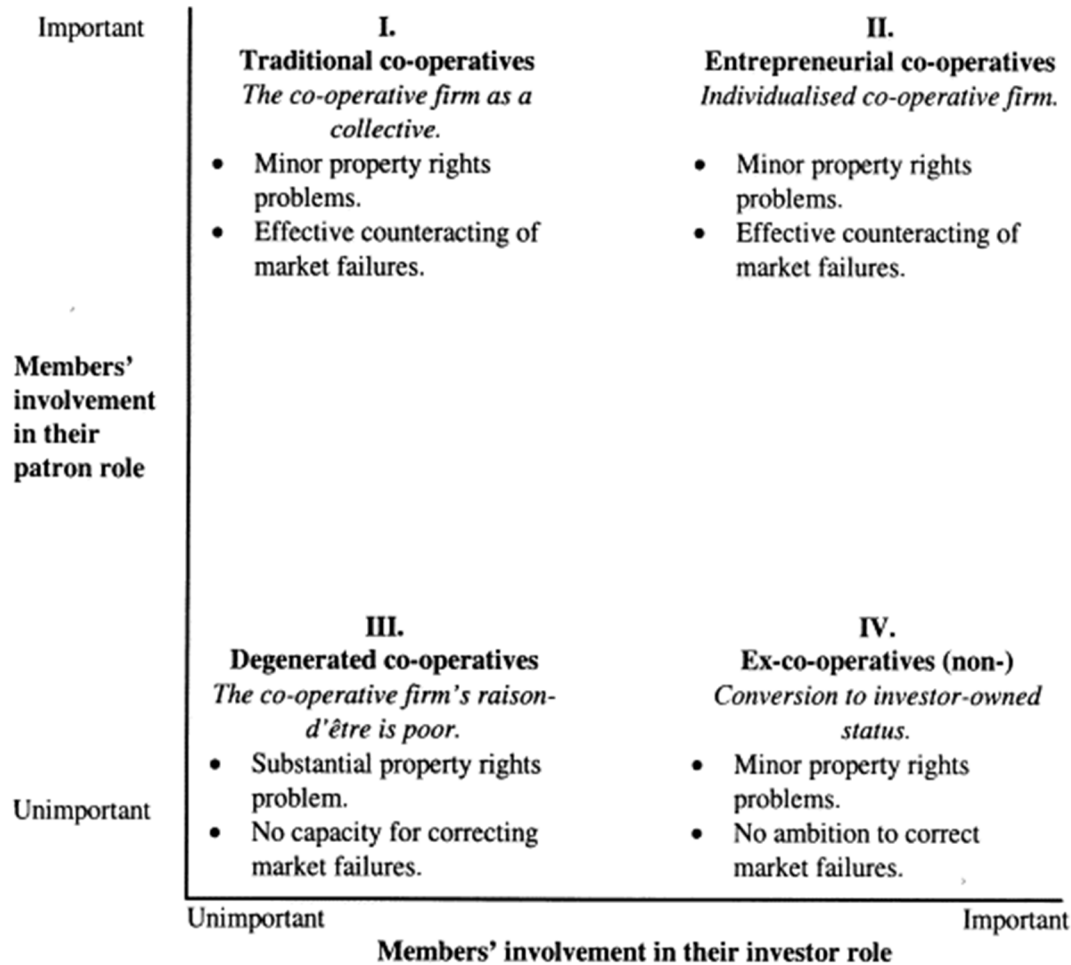 Important
I.
Traditional co-operatives
The co-operative firm as a
collective.
• Minor property rights
problems.
• Effective counteracting of
market failures.
II.
Entrepreneurial co-operatives
Individualised co-operative firm.
• Minor property rights
problems.
• Effective counteracting of
market failures.
Members’
involvement
in their
patron role
III.
Degenerated co-operatives
The co-operative firm's raison-
d'être is poor.
• Substantial property rights
problem.
• No capacity for correcting
market failures.
IV.
Ex-co-operatives (non-)
Conversion to investor-owned
status.
• Minor property rights
problems.
• No ambition to correct
market failures.
Unimportant
Unimportant
Important
Members’ involvement in their investor role